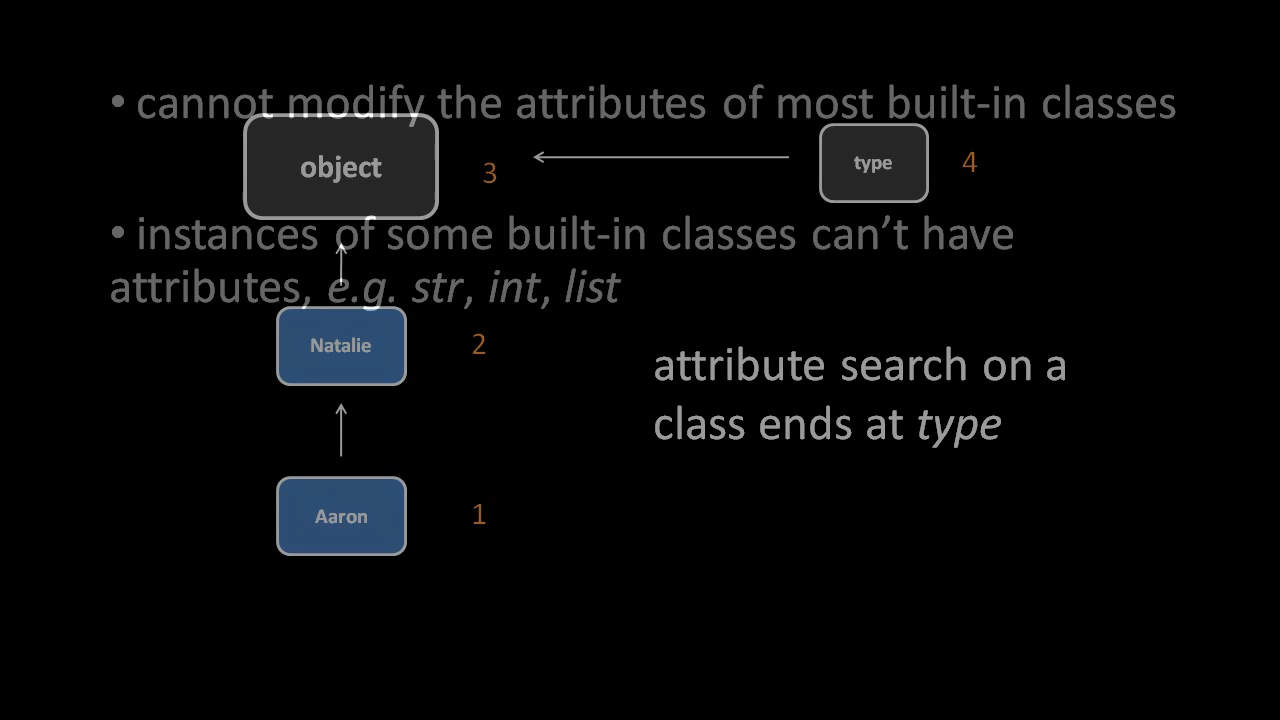 • cannot modify the attributes of most built-in classes
object
3
type
4
• instances of some built-in classes can't have
attributes, e.g. str, int, list
Natalie
2
attribute search on a
class ends at type
Aaron
1